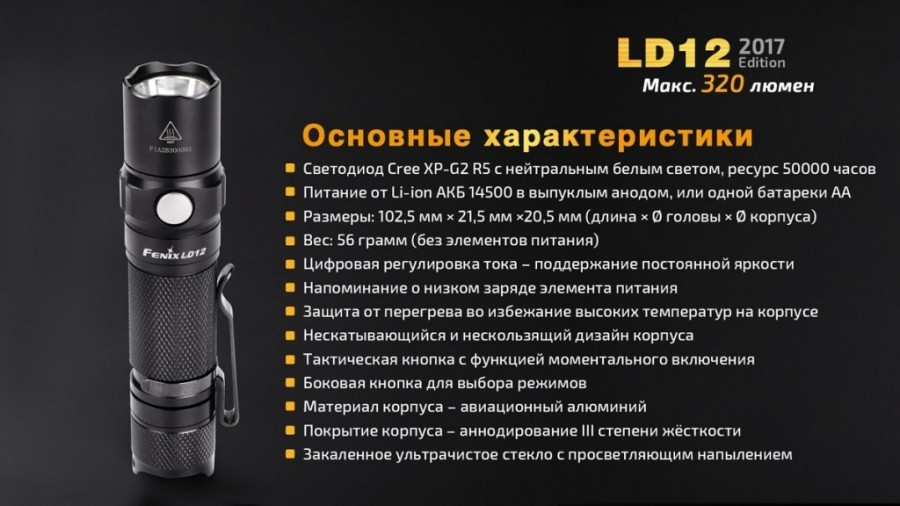 LD12 2017
Edition
Макс. 320 люмен
Основные характеристики
Светодиод Cree XP-G2 R5 с нейтральным белым светом, ресурс 50000 часов
Питание от Li-ion АКБ 14500 в выпуклым анодом, или одной батареки АА
Размеры: 102,5 мм × 21,5 мм ×20,5 мм (длина × Ø головы × Ø корпуса)
Вес: 56 грамм (без элементов питания)
Цифровая регулировка тока – поддержание постоянной яркости
Напоминание о низком заряде элемента питания
Защита от перегрева во избежание высоких температур на корпусе
Нескатывающийся и нескользящий дизайн корпуса
Тактическая кнопка с функцией моментального включения
Боковая кнопка для выбора режимов
Материал корпуса – авиационный алюминий
Покрытие корпуса – аннодирование III степени жёсткости
Закаленное ультрачистое стекло с просветляющим напылением
HOT
F1A2B300001
FENIX LD12